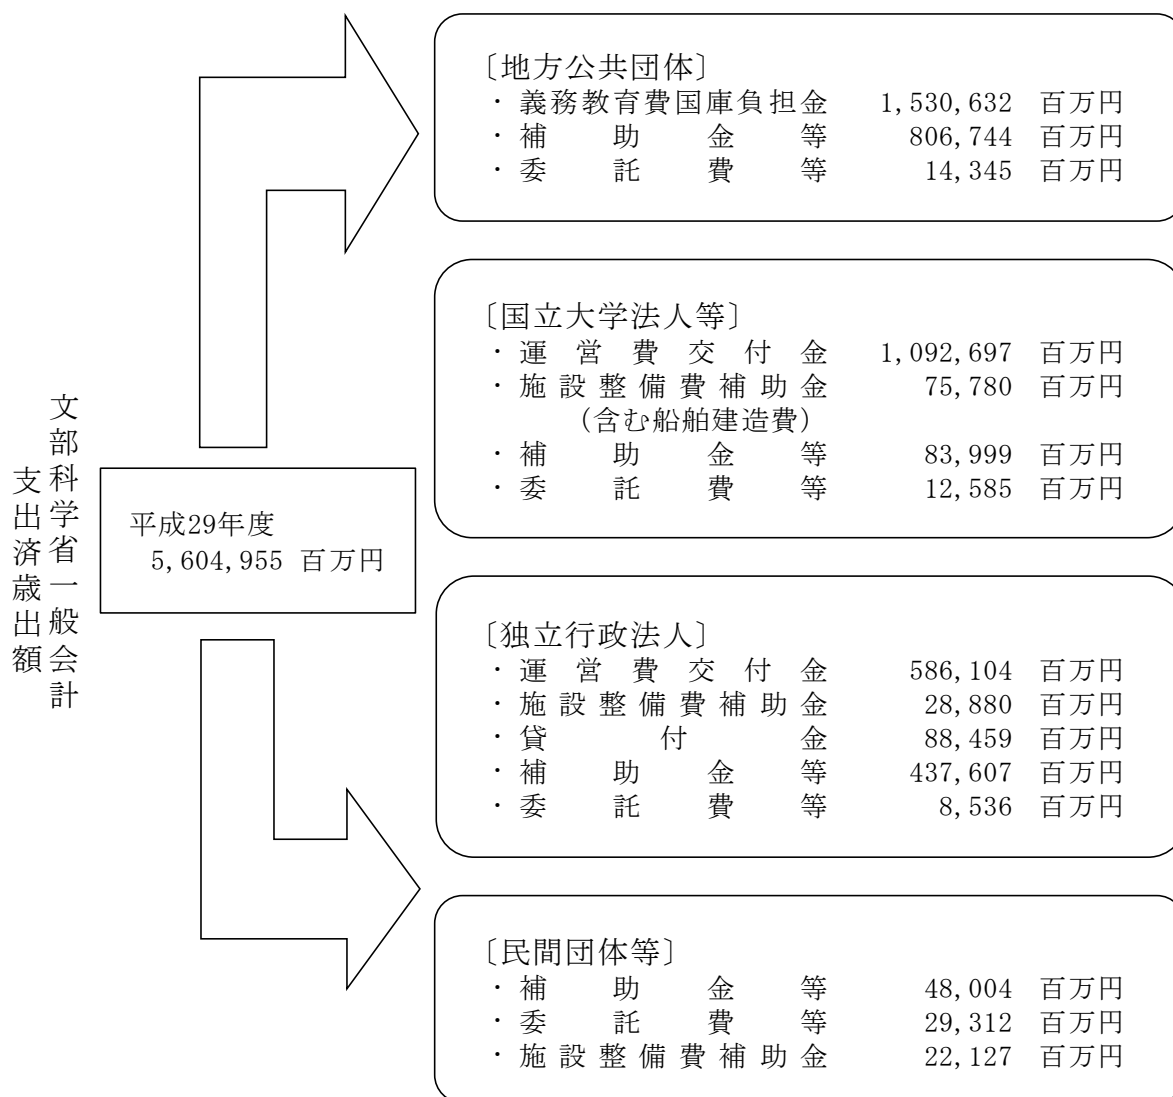 文部科学省一般会計
支出済歳出額
平成29年度
5,604,955 百万円
〔地方公共団体〕
・義務教育費国庫負担金 1,530,632 百万円
・補助金等 806,744 百万円
・委託費等 14,345 百万円
〔国立大学法人等〕
・運営費交付金 1,092,697 百万円
・施設整備費補助金 75,780 百万円
（含む船舶建造費）
・補助金等 83,999 百万円
・委託費等 12,585 百万円
〔独立行政法人〕
・運営費交付金 586,104 百万円
・施設整備費補助金 28,880 百万円
・貸付金 88,459 百万円
・補助金等 437,607 百万円
・委託費等 8,536 百万円
〔民間団体等〕
・補助金等 48,004 百万円
・委託費等 29,312 百万円
・施設整備費補助金 22,127 百万円